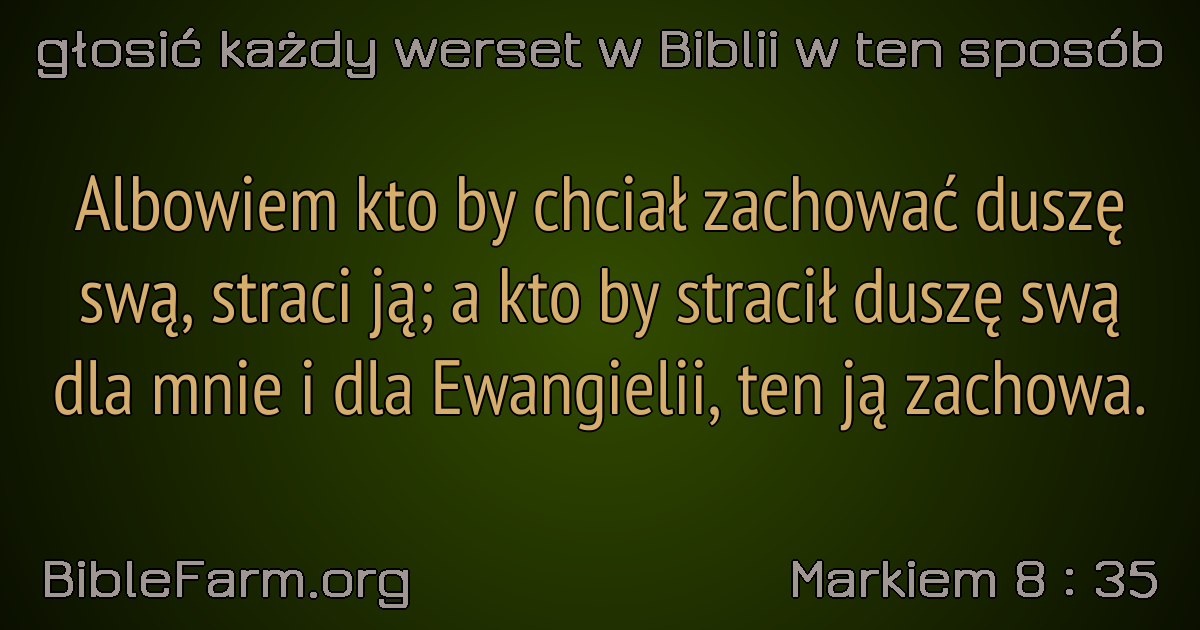 głosić każdy werset w Biblii w ten sposób
Albowiem kto by chciał zachować duszę
swą, straci ją; a kto by stracił duszę swą
dla mnie i dla Ewangielii, ten ją zachowa.
BibleFarm.org
Markiem 8 : 35